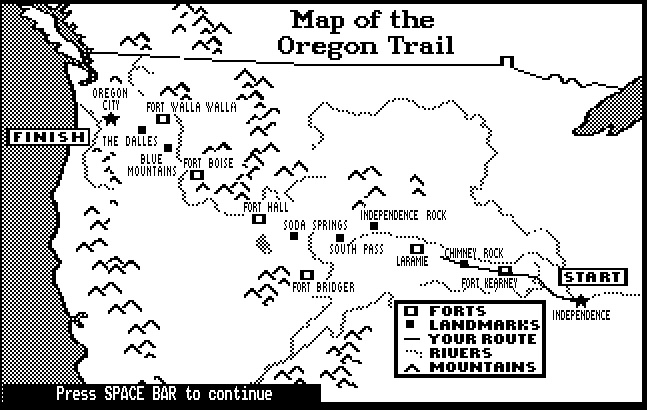 Map of the
Oregon Trail
OREGON
CITY
FORT WALLA WALLA
FINISH
THE DALLES
BLUE
MOUNTAINS
FORT BOISE
FORT HALL
SODA SPRINGS
INDEPENDENCE ROCK
SOUTH PASS
LARAMIE
CHIMNEY ROCK
FORT KEARNEY
START
FORT BRIDGER
INDEPENDENCE
FORTS
LANDMARKS
YOUR ROUTE
RIVERS
MOUNTAINS
Press SPACE BAR to continue